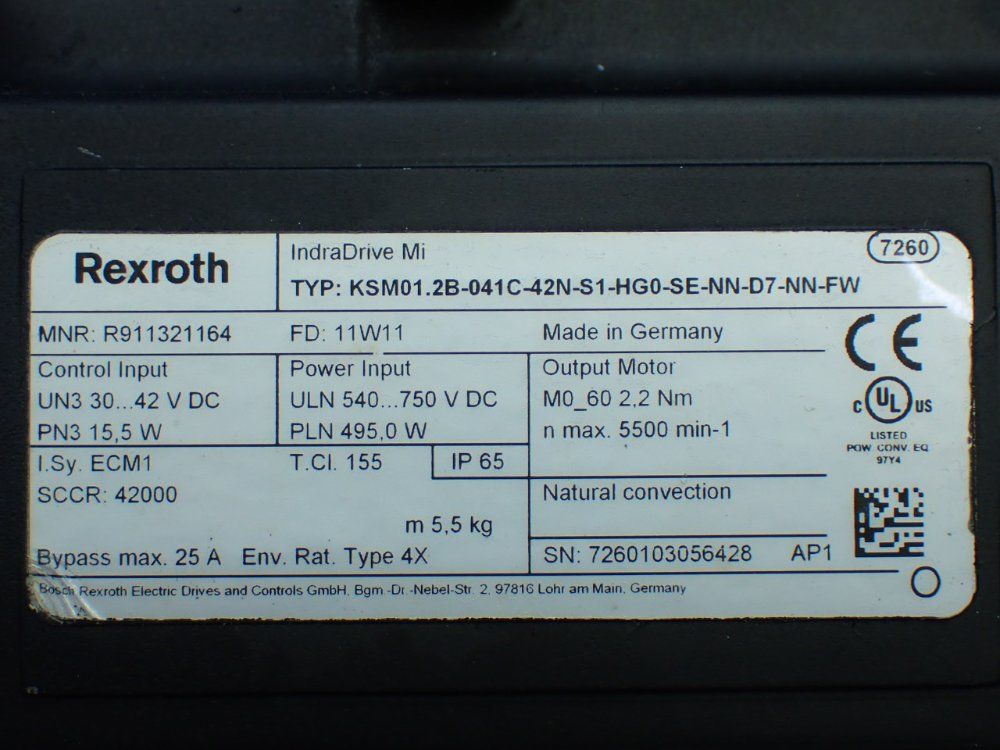 Rexroth
IndraDrive Mi
7260
TYP: KSM01.2B-041C-42N-S1-HG0-SE-NN-D7-NN-FW
MNR: R911321164
FD: 11W11
Made in Germany
Control Input
UN3 30...42 V DC
PN3 15,5 W
Power Input
ULN 540...750 V DC
PLN 495,0 W
Output Motor
M0_60 2,2 Nm
n max. 5500 min-1
CE
c UL US
LISTED
POW. CONV. EQ
97Y4
I.Sy. ECM1
T.Cl. 155
IP 65
SCCR: 42000
m 5,5 kg
Bypass max. 25 A Env. Rat. Type 4X
Natural convection
SN: 7260103056428
AP1
Bosch Rexroth Electric Drives and Controls GmbH, Bgm.-Dr.-Nebel-Str. 2, 97816 Lohr am Main, Germany